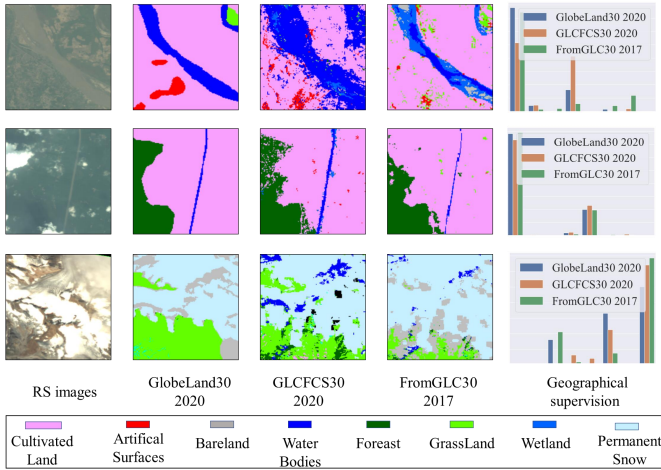 GlobeLand30 2020
GLCFCS30 2020
FromGLC30 2017
GlobeLand30 2020
GLCFCS30 2020
FromGLC30 2017
GlobeLand30 2020
GLCFCS30 2020
FromGLC30 2017
RS images
GlobeLand30
2020
GLCFCS30
2020
FromGLC30
2017
Geographical
supervision
Cultivated
Land
Artifical
Surfaces
Bareland
Water
Bodies
Foreast
GrassLand
Wetland
Permanent
Snow